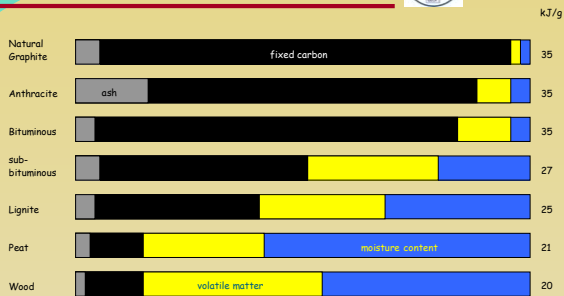 kJ/g
Natural
Graphite
fixed carbon
35
Anthracite
ash
35
Bituminous
35
sub-
bituminous
27
Lignite
25
Peat
moisture content
21
Wood
volatile matter
20